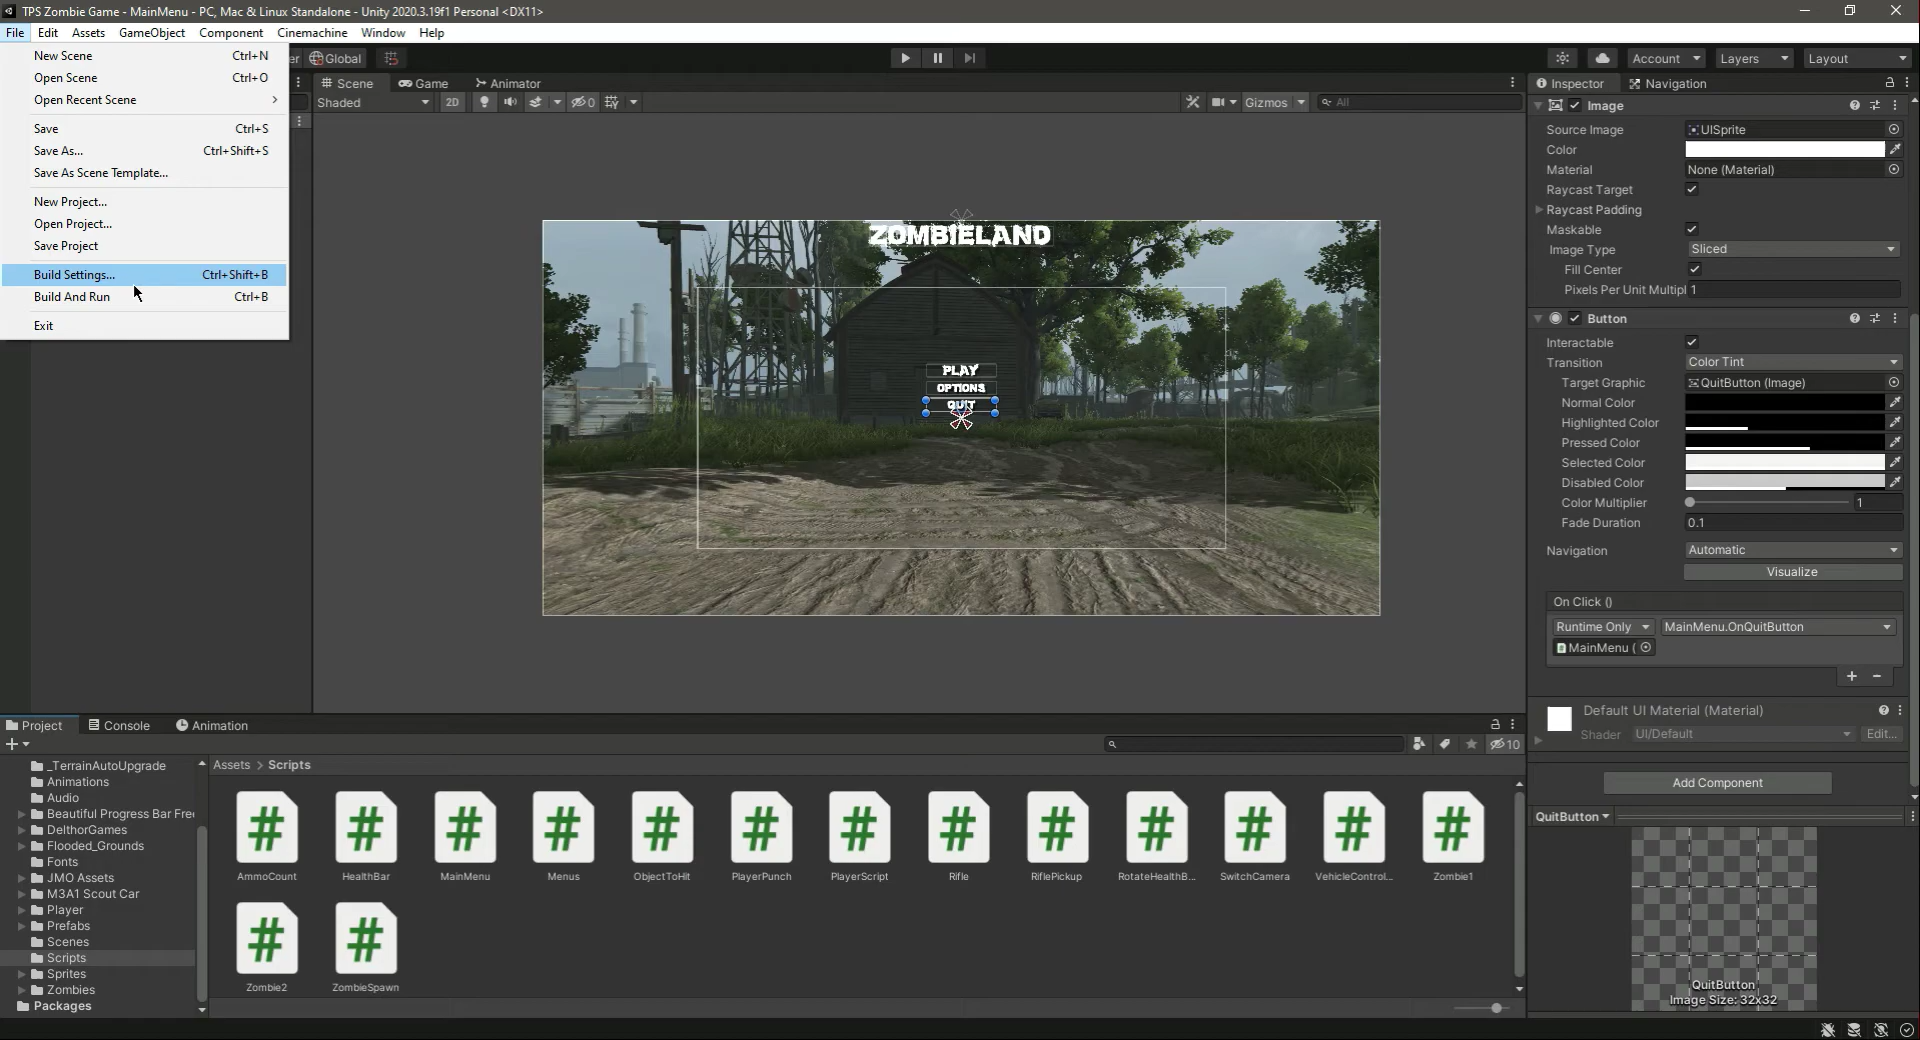 TPS Zombie Game - MainMenu - PC, Mac & Linux Standalone - Unity 2020.3.19f1 Personal <DX11>
File Edit Assets GameObject Component Cinemachine Window Help
New Scene Ctrl+N
Open Scene Ctrl+O
Open Recent Scene
Save Ctrl+S
Save As... Ctrl+Shift+S
Save As Scene Template...
New Project...
Open Project...
Save Project
Build Settings... Ctrl+Shift+B
Build And Run Ctrl+B
Exit
Global
Account Layers Layout
Scene Game Animator
Shaded 2D 0 Gizmos All
ZOMBIELAND
PLAY
OPTIONS
QUIT
Inspector Navigation
Image
Source Image UISprite
Color
Material None (Material)
Raycast Target
Raycast Padding
Maskable
Image Type Sliced
Fill Center
Pixels Per Unit Multipl 1
Button
Interactable
Transition Color Tint
Target Graphic QuitButton (Image)
Normal Color
Highlighted Color
Pressed Color
Selected Color
Disabled Color
Color Multiplier 1
Fade Duration 0.1
Navigation Automatic
Visualize
On Click ()
Runtime Only MainMenu.OnQuitButton
MainMenu (
+ −
Default UI Material (Material)
Shader UI/Default Edit...
Add Component
QuitButton
QuitButton
Image Size: 32x32
Project Console Animation
+ 10
_TerrainAutoUpgrade
Animations
Audio
Beautiful Progress Bar Free
DelthorGames
Flooded_Grounds
Fonts
JMO Assets
M3A1 Scout Car
Player
Prefabs
Scenes
Scripts
Sprites
Zombies
Packages
Assets > Scripts
# # # # # # # # # # # # #
AmmoCount HealthBar MainMenu Menus ObjectToHit PlayerPunch PlayerScript Rifle RiflePickup RotateHealthB... SwitchCamera VehicleControl... Zombie1
# #
Zombie2 ZombieSpawn